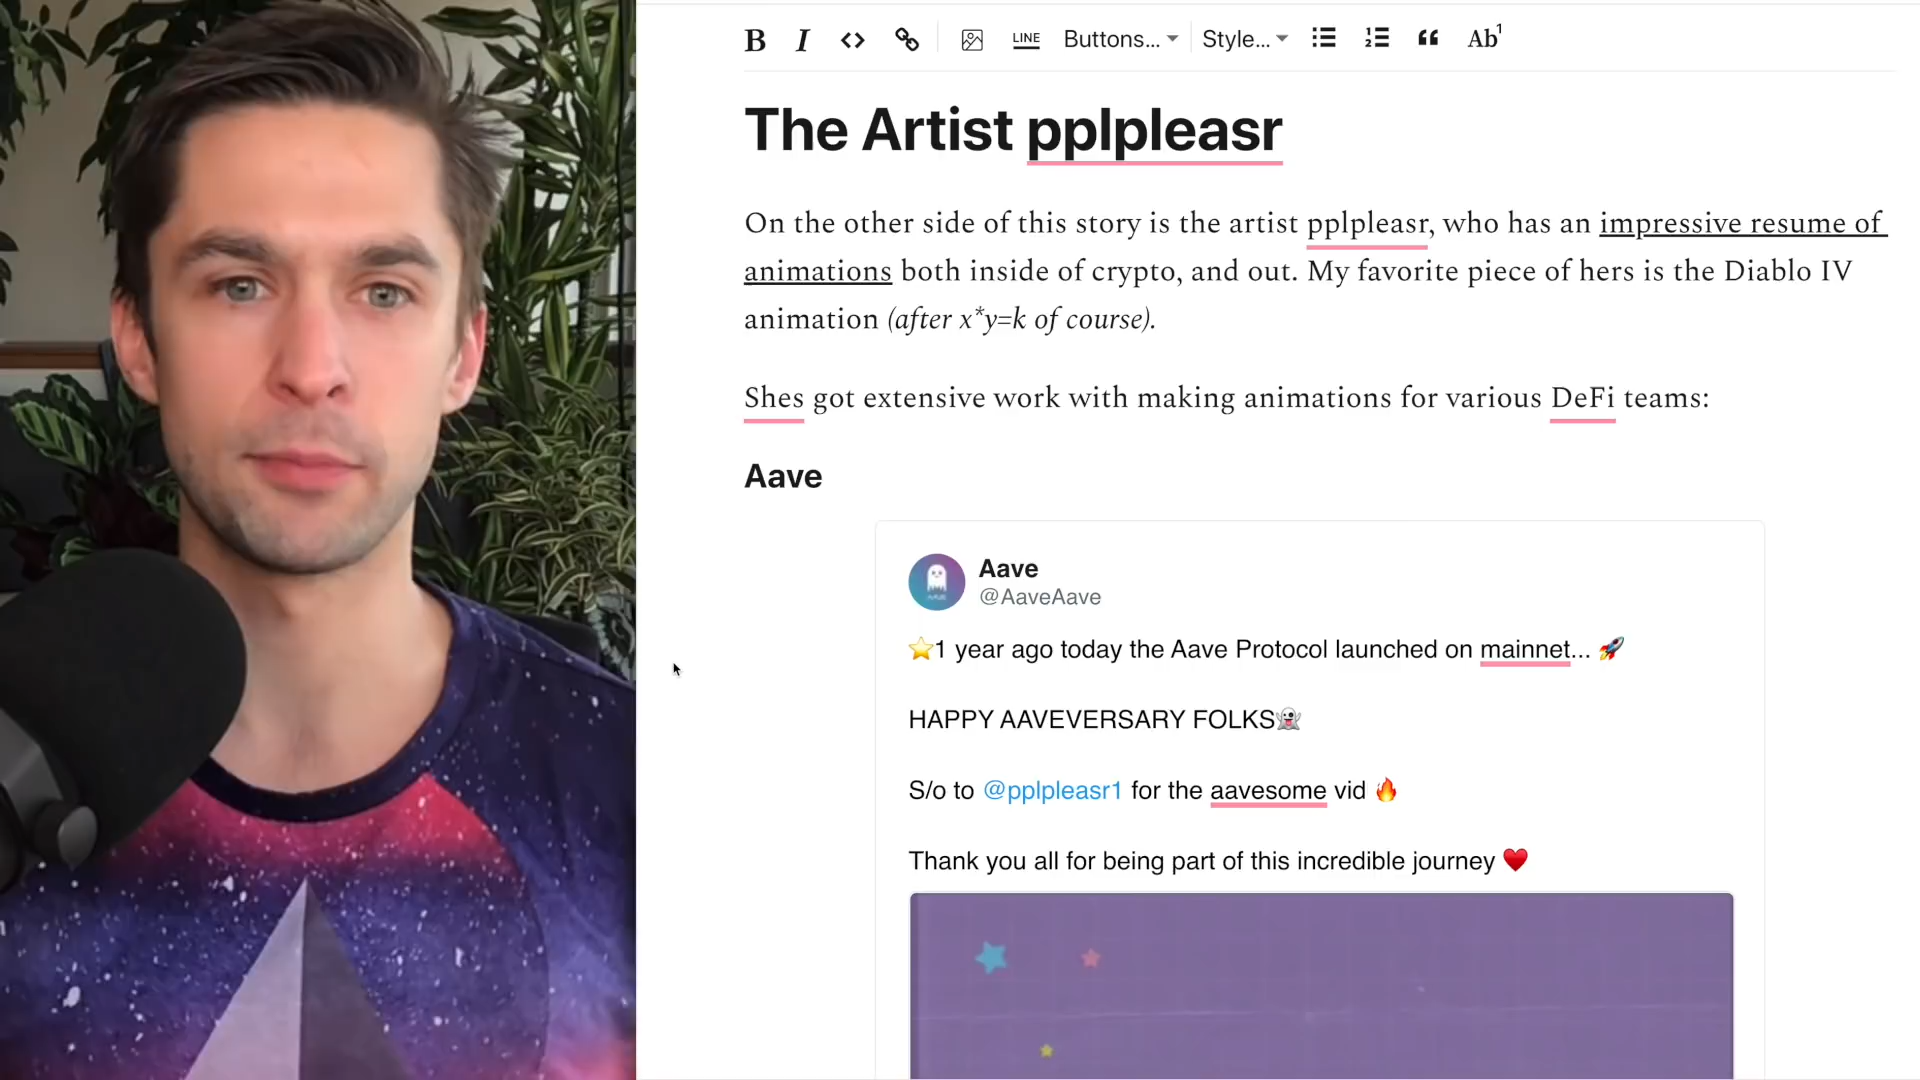 B I <> LINE Buttons... Style... Ab¹
The Artist pplpleasr
On the other side of this story is the artist pplpleasr, who has an impressive resume of
animations both inside of crypto, and out. My favorite piece of hers is the Diablo IV
animation (after x*y=k of course).
Shes got extensive work with making animations for various DeFi teams:
Aave
Aave
@AaveAave
⭐1 year ago today the Aave Protocol launched on mainnet... 🚀
HAPPY AAVEVERSARY FOLKS👻
S/o to @pplpleasr1 for the aavesome vid 🔥
Thank you all for being part of this incredible journey ❤️